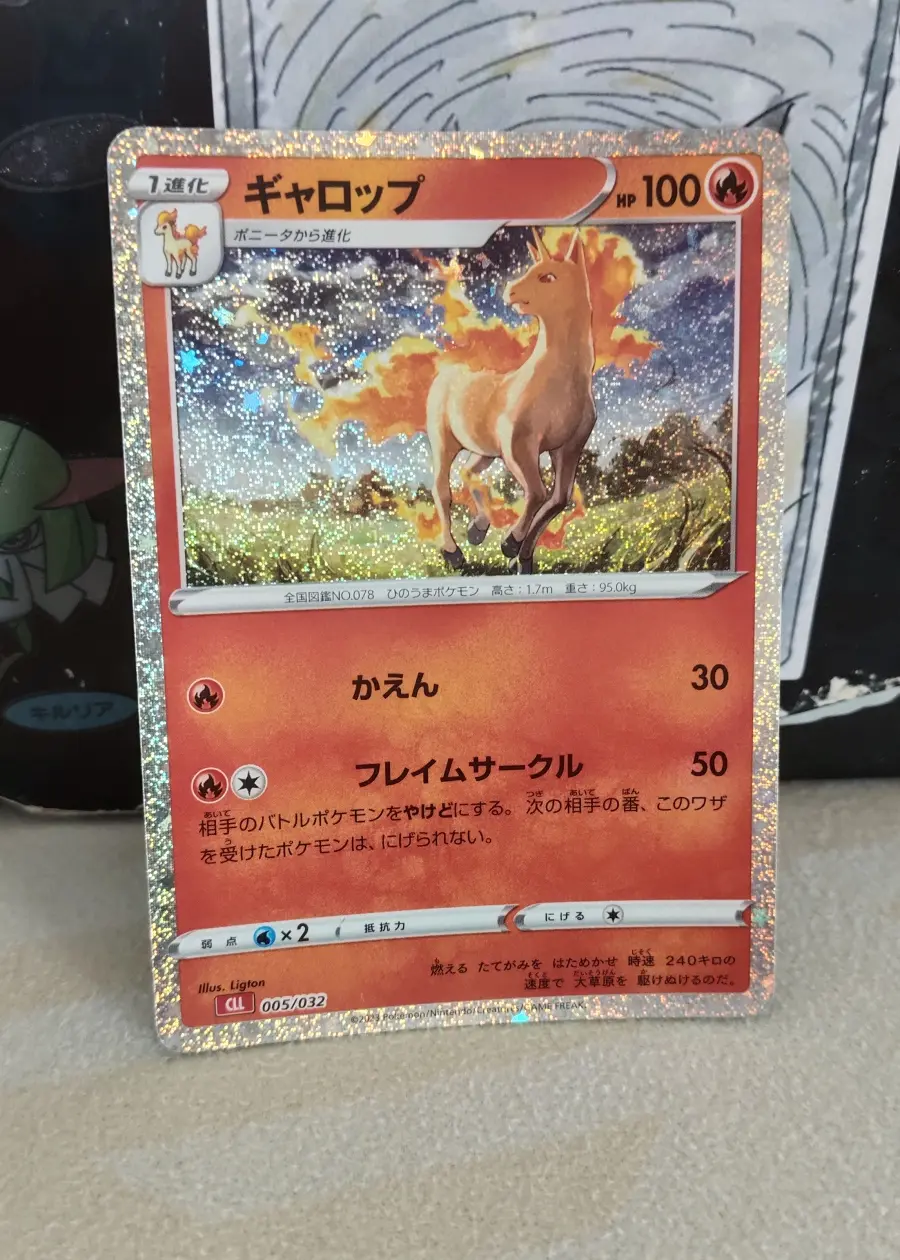 1進化
ギャロップ
HP 100
ポニータから進化
全国図鑑NO.078 ひのうまポケモン 高さ:1.7m 重さ:95.0kg
かえん 30
フレイムサークル 50
相手のバトルポケモンをやけどにする。次の相手の番、このワザ
を受けたポケモンは、にげられない。
弱点 ×2 抵抗力 にげる
燃える たてがみを はためかせ 時速 240キロの
速度で 大草原を 駆けぬけるのだ。
Illus. Ligton
CLL 005/032
©2023 Pokémon/Nintendo/Creatures/GAME FREAK.
キルリア